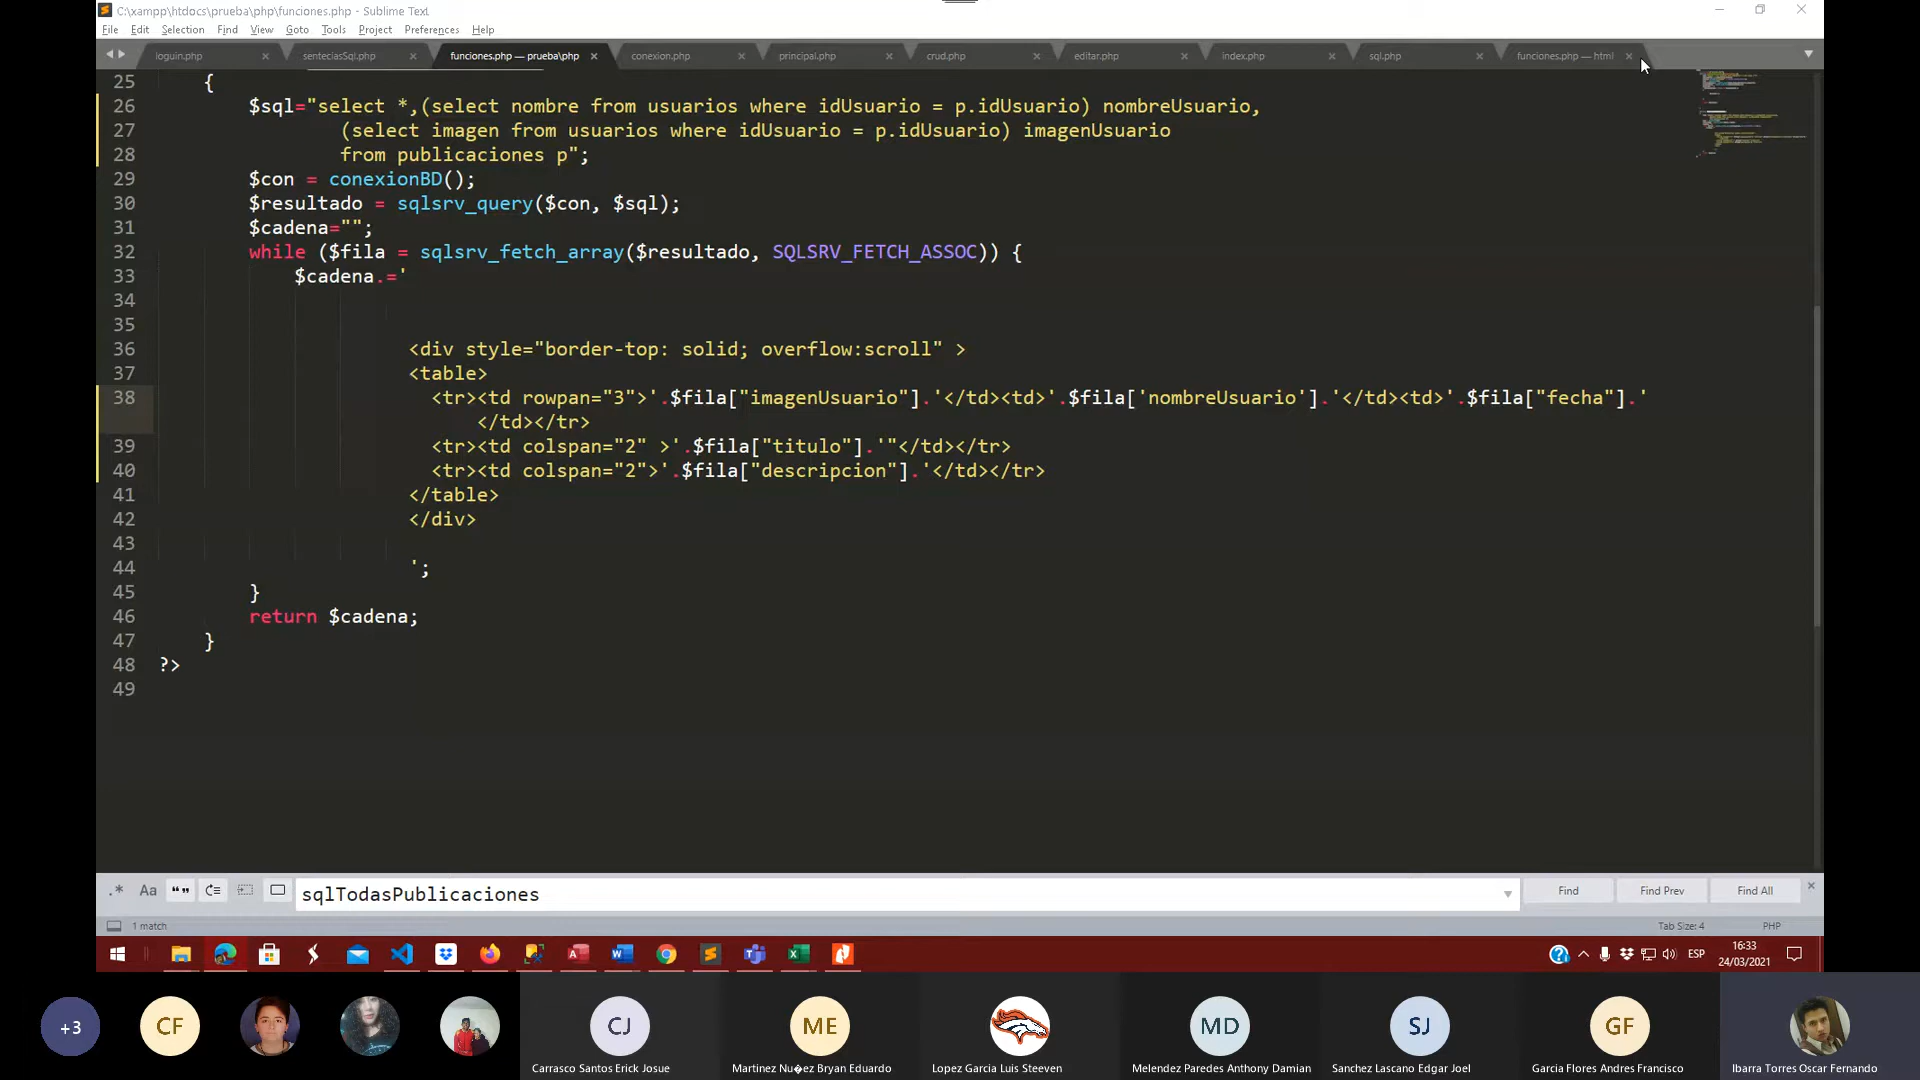 C:\xampp\htdocs\prueba\php\funciones.php - Sublime Text
File Edit Selection Find View Goto Tools Project Preferences Help
loguin.php × senteciasSql.php × funciones.php — prueba\php × conexion.php × principal.php × crud.php × editar.php × index.php × sql.php × funciones.php — html ×
25 {
26 $sql="select *,(select nombre from usuarios where idUsuario = p.idUsuario) nombreUsuario,
27 (select imagen from usuarios where idUsuario = p.idUsuario) imagenUsuario
28 from publicaciones p";
29 $con = conexionBD();
30 $resultado = sqlsrv_query($con, $sql);
31 $cadena="";
32 while ($fila = sqlsrv_fetch_array($resultado, SQLSRV_FETCH_ASSOC)) {
33 $cadena.='
34
35
36 <div style="border-top: solid; overflow:scroll" >
37 <table>
38 <tr><td rowpan="3">'.$fila["imagenUsuario"].'</td><td>'.$fila['nombreUsuario'].'</td><td>'.$fila["fecha"].'
</td></tr>
39 <tr><td colspan="2" >'.$fila["titulo"].'"</td></tr>
40 <tr><td colspan="2">'.$fila["descripcion"].'</td></tr>
41 </table>
42 </div>
43
44 ';
45 }
46 return $cadena;
47 }
48 ?>
49
.* Aa “” sqlTodasPublicaciones Find Find Prev Find All ×
1 match Tab Size: 4 PHP
ESP 16:33
24/03/2021
+3 CF CJ ME MD SJ GF
Carrasco Santos Erick Josue Martinez Nu�ez Bryan Eduardo Lopez Garcia Luis Steeven Melendez Paredes Anthony Damian Sanchez Lascano Edgar Joel Garcia Flores Andres Francisco Ibarra Torres Oscar Fernando